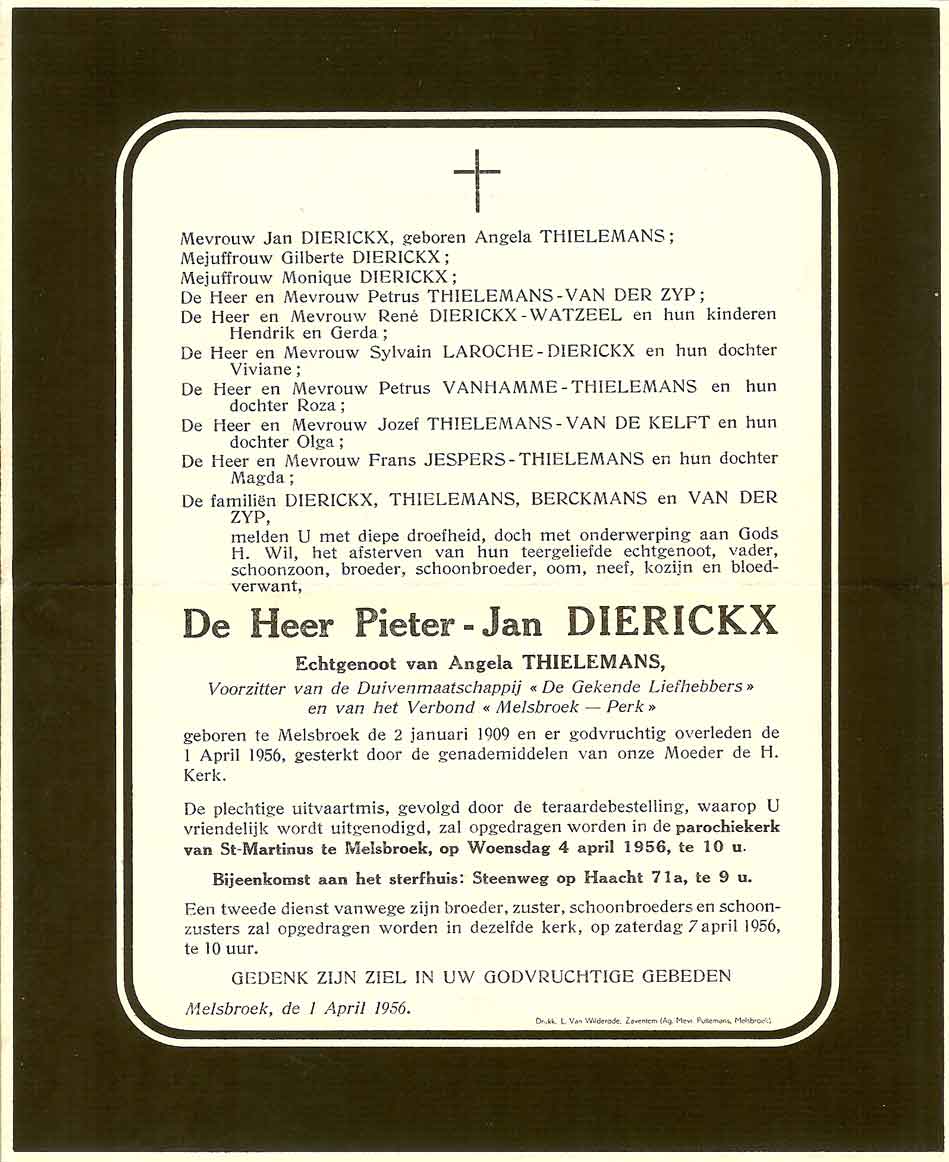 Mevrouw Jan DIERICKX, geboren Angela THIELEMANS ;
Mejuffrouw Gilberte DIERICKX ;
Mejuffrouw Monique DIERICKX ;
De Heer en Mevrouw Petrus THIELEMANS-VAN DER ZYP ;
De Heer en Mevrouw René DIERICKX-WATZEEL en hun kinderen
Hendrik en Gerda ;
De Heer en Mevrouw Sylvain LAROCHE-DIERICKX en hun dochter
Viviane ;
De Heer en Mevrouw Petrus VANHAMME-THIELEMANS en hun
dochter Roza ;
De Heer en Mevrouw Jozef THIELEMANS-VAN DE KELFT en hun
dochter Olga ;
De Heer en Mevrouw Frans JESPERS-THIELEMANS en hun dochter
Magda ;
De familiën DIERICKX, THIELEMANS, BERCKMANS en VAN DER
ZYP,
melden U met diepe droefheid, doch met onderwerping aan Gods
H. Wil, het afsterven van hun teergeliefde echtgenoot, vader,
schoonzoon, broeder, schoonbroeder, oom, neef, kozijn en bloed-
verwant,
De Heer Pieter-Jan DIERICKX
Echtgenoot van Angela THIELEMANS,
Voorzitter van de Duivenmaatschappij « De Gekende Liefhebbers »
en van het Verbond « Melsbroek — Perk »
geboren te Melsbroek de 2 januari 1909 en er godvruchtig overleden de
1 April 1956, gesterkt door de genademiddelen van onze Moeder de H.
Kerk.
De plechtige uitvaartmis, gevolgd door de teraardebestelling, waarop U
vriendelijk wordt uitgenodigd, zal opgedragen worden in de parochiekerk
van St-Martinus te Melsbroek, op Woensdag 4 april 1956, te 10 u.
Bijeenkomst aan het sterfhuis: Steenweg op Haacht 71a, te 9 u.
Een tweede dienst vanwege zijn broeder, zuster, schoonbroeders en schoon-
zusters zal opgedragen worden in dezelfde kerk, op zaterdag 7 april 1956,
te 10 uur.
GEDENK ZIJN ZIEL IN UW GODVRUCHTIGE GEBEDEN
Melsbroek, de 1 April 1956.
Drukk. L. Van Wilderode, Zaventem (Ag. Mevr. Puttemans, Melsbroek)